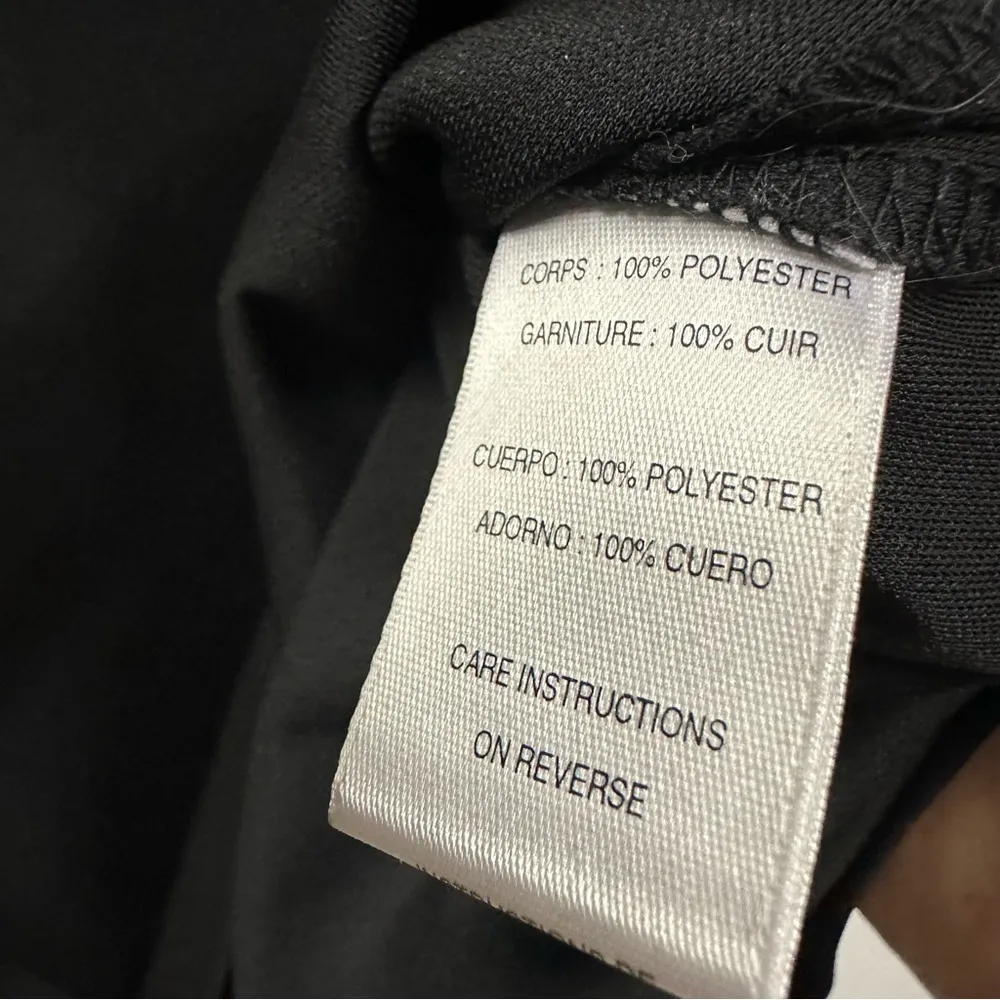 CORPS : 100% POLYESTER
GARNITURE : 100% CUIR
CUERPO : 100% POLYESTER
ADORNO : 100% CUERO
CARE INSTRUCTIONS
ON REVERSE